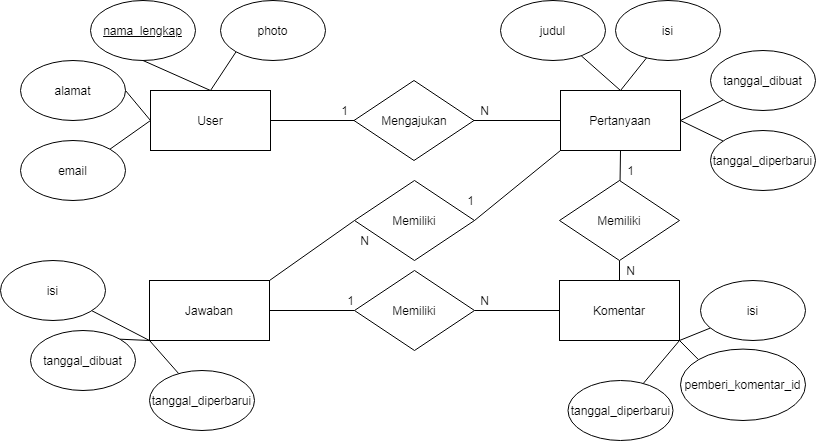 nama_lengkap
photo
judul
isi
alamat
tanggal_dibuat
User
1
Mengajukan
N
Pertanyaan
email
tanggal_diperbarui
1
1
Memiliki
Memiliki
N
N
isi
Jawaban
1
Memiliki
N
Komentar
isi
tanggal_dibuat
pemberi_komentar_id
tanggal_diperbarui
tanggal_diperbarui